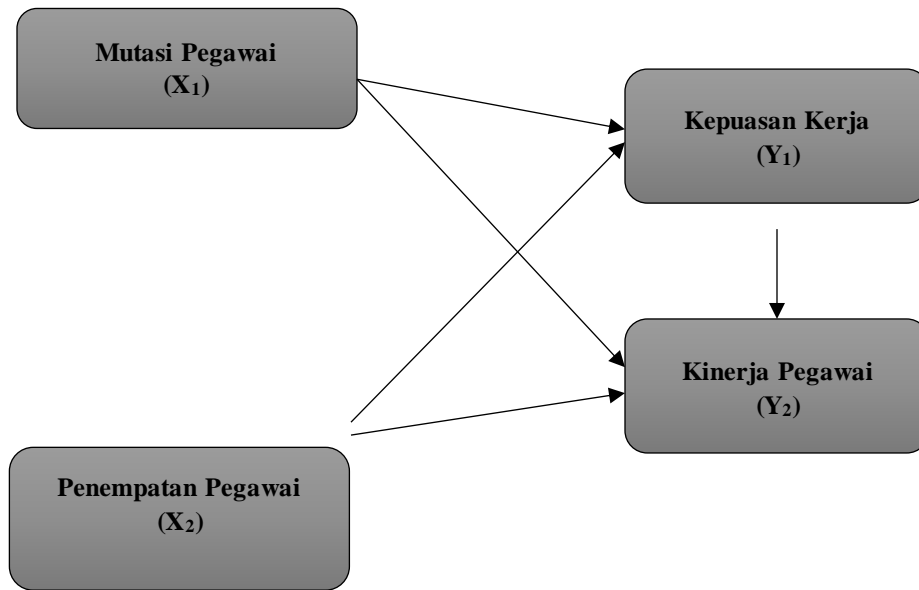 Mutasi Pegawai
(X₁)
Kepuasan Kerja
(Y₁)
Kinerja Pegawai
(Y₂)
Penempatan Pegawai
(X₂)